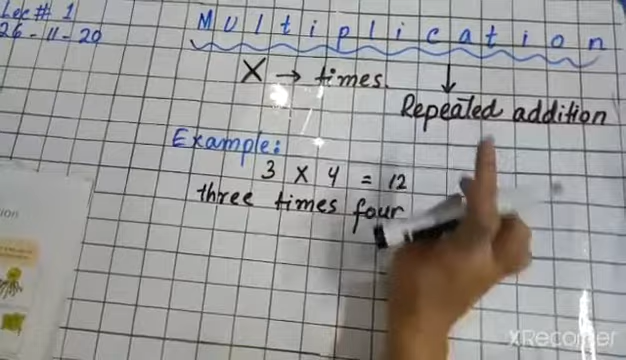 Lec # 1
26-11-20
Multiplication
X → times.
↓
Repeated addition
Example:
3 X 4 = 12
three times four
XRecorder